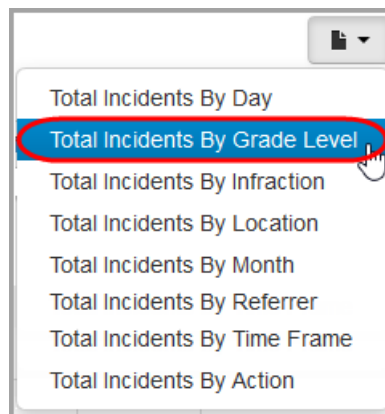 Total Incidents By Day
Total Incidents By Grade Level
Total Incidents By Infraction
Total Incidents By Location
Total Incidents By Month
Total Incidents By Referrer
Total Incidents By Time Frame
Total Incidents By Action